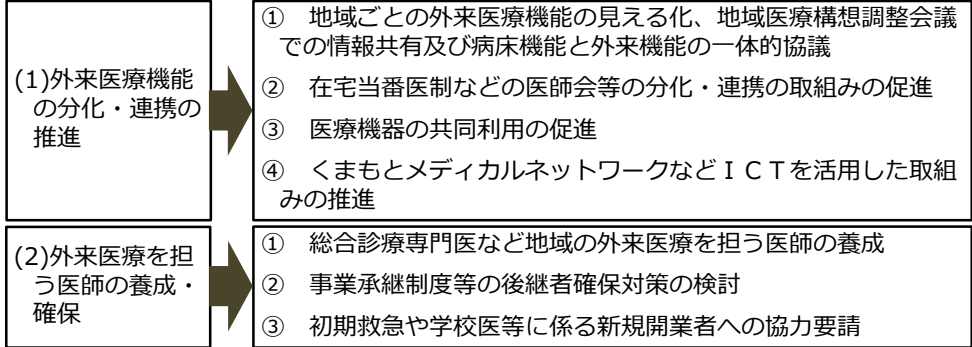 (1)外来医療機能
の分化・連携の
推進
① 地域ごとの外来医療機能の見える化、地域医療構想調整会議
での情報共有及び病床機能と外来機能の一体的協議
② 在宅当番医制などの医師会等の分化・連携の取組みの促進
③ 医療機器の共同利用の促進
④ くまもとメディカルネットワークなどＩＣＴを活用した取組
みの推進
(2)外来医療を担
う医師の養成・
確保
① 総合診療専門医など地域の外来医療を担う医師の養成
② 事業承継制度等の後継者確保対策の検討
③ 初期救急や学校医等に係る新規開業者への協力要請